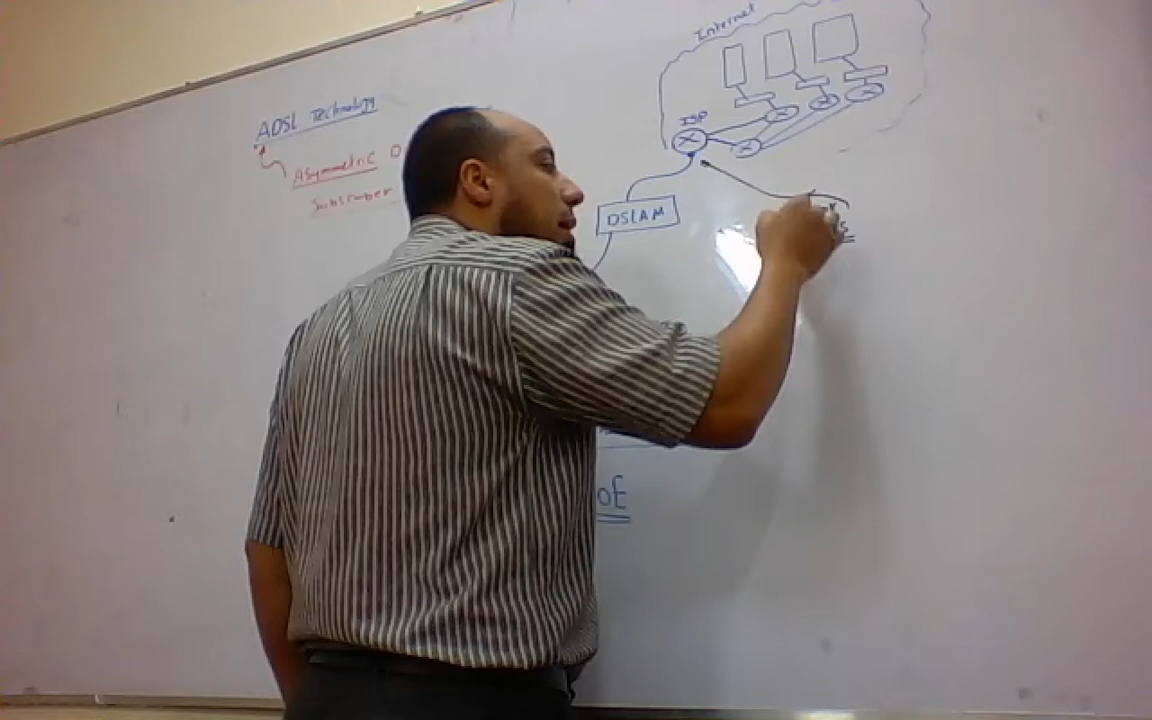 Internet
ADSL Technology
ISP
ASymmetric D
Subscriber
DSLAM
oE